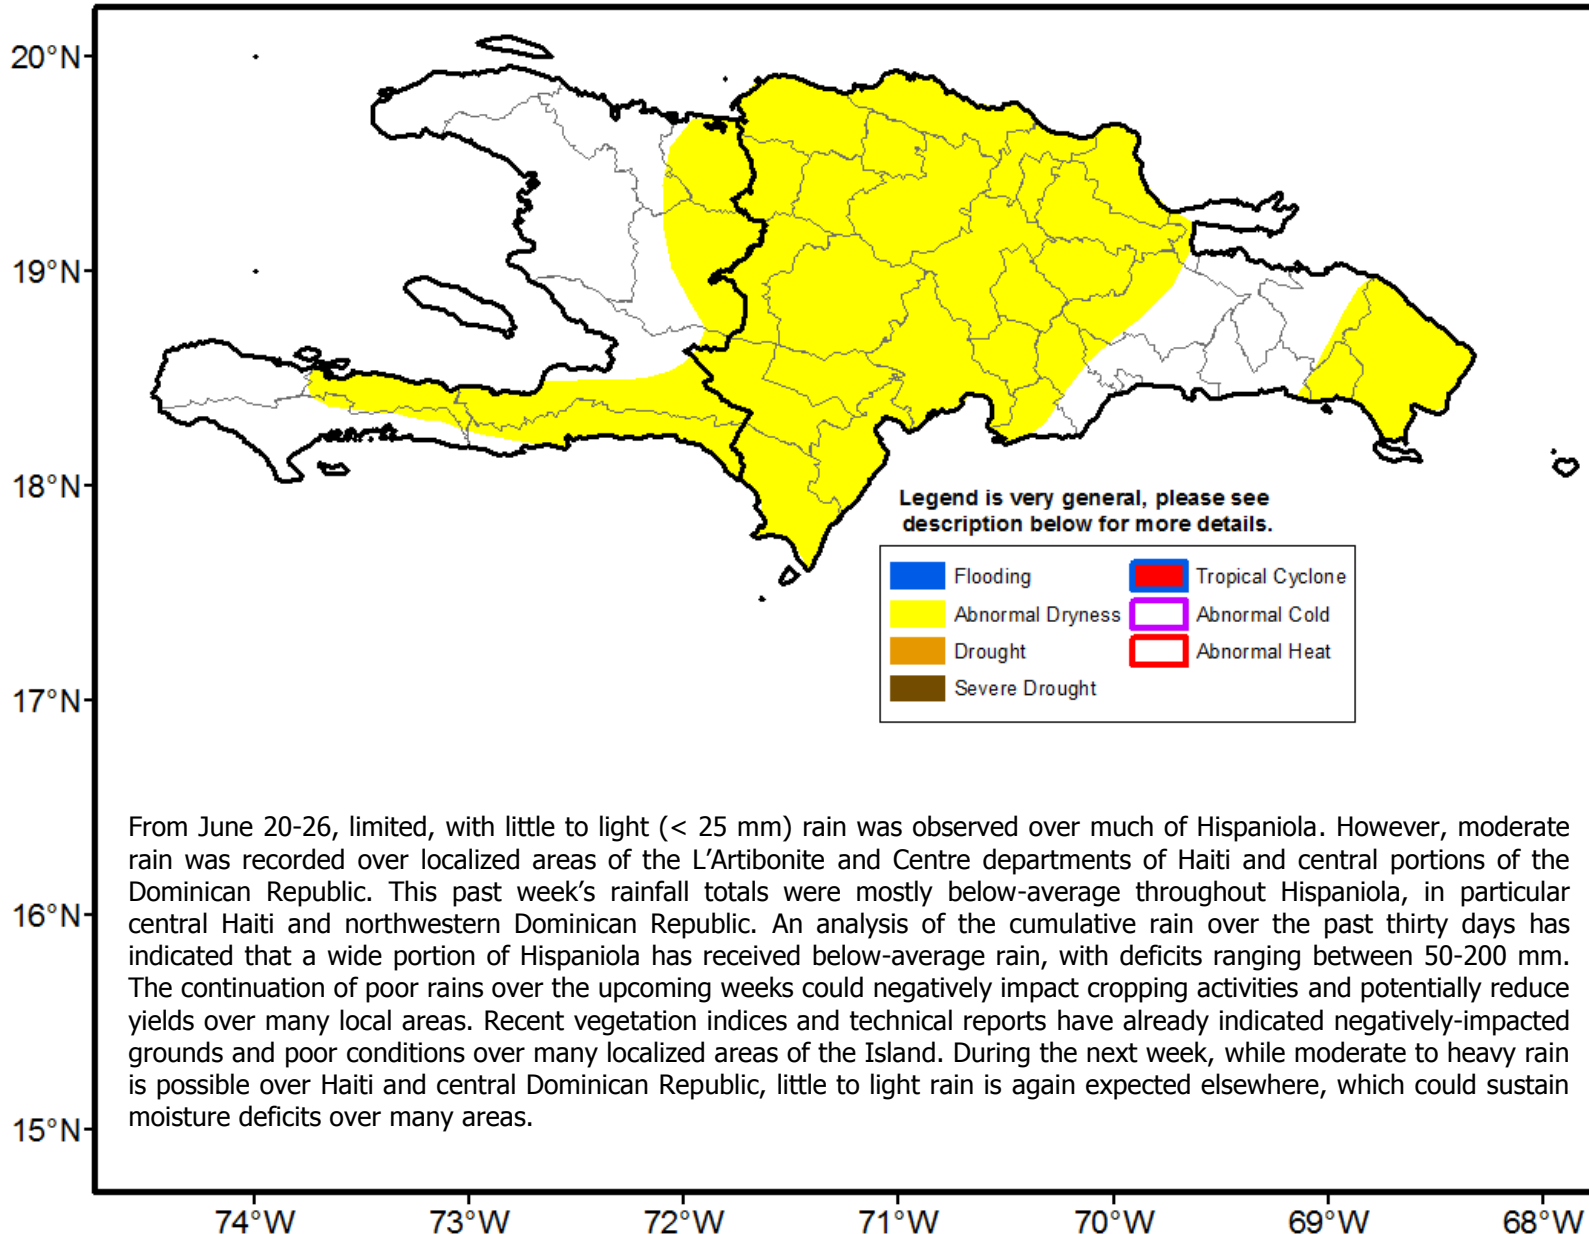 20°N
19°N
18°N
17°N
16°N
15°N
Legend is very general, please see
description below for more details.
Flooding
Tropical Cyclone
Abnormal Dryness
Abnormal Cold
Drought
Abnormal Heat
Severe Drought
From June 20-26, limited, with little to light (< 25 mm) rain was observed over much of Hispaniola. However, moderate
rain was recorded over localized areas of the L’Artibonite and Centre departments of Haiti and central portions of the
Dominican Republic. This past week’s rainfall totals were mostly below-average throughout Hispaniola, in particular
central Haiti and northwestern Dominican Republic. An analysis of the cumulative rain over the past thirty days has
indicated that a wide portion of Hispaniola has received below-average rain, with deficits ranging between 50-200 mm.
The continuation of poor rains over the upcoming weeks could negatively impact cropping activities and potentially reduce
yields over many local areas. Recent vegetation indices and technical reports have already indicated negatively-impacted
grounds and poor conditions over many localized areas of the Island. During the next week, while moderate to heavy rain
is possible over Haiti and central Dominican Republic, little to light rain is again expected elsewhere, which could sustain
moisture deficits over many areas.
74°W
73°W
72°W
71°W
70°W
69°W
68°W